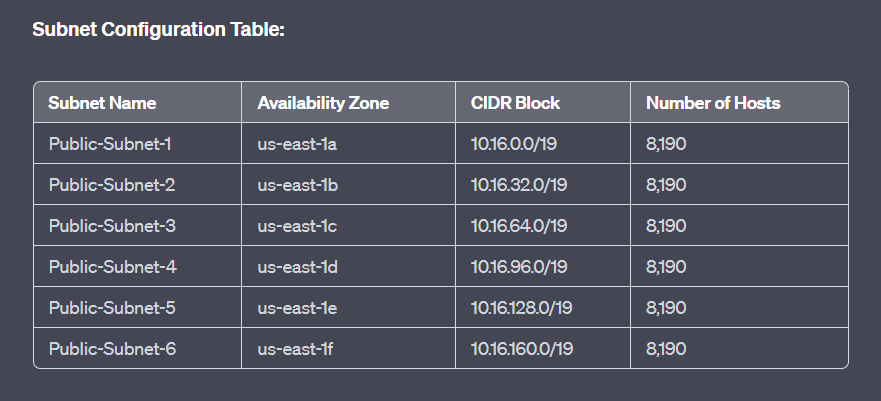 Subnet Configuration Table:
Subnet Name Availability Zone CIDR Block Number of Hosts
Public-Subnet-1 us-east-1a 10.16.0.0/19 8,190
Public-Subnet-2 us-east-1b 10.16.32.0/19 8,190
Public-Subnet-3 us-east-1c 10.16.64.0/19 8,190
Public-Subnet-4 us-east-1d 10.16.96.0/19 8,190
Public-Subnet-5 us-east-1e 10.16.128.0/19 8,190
Public-Subnet-6 us-east-1f 10.16.160.0/19 8,190